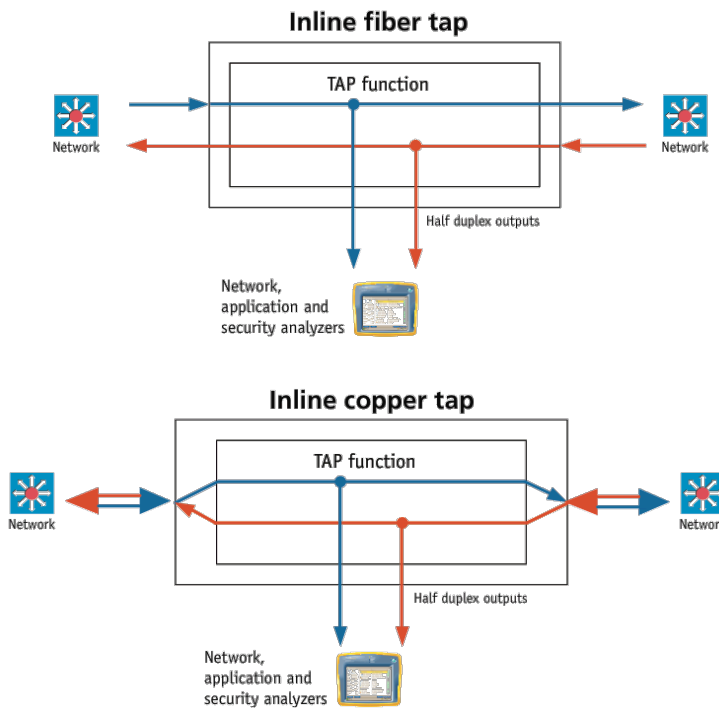 Inline fiber tap
TAP function
Network
Network
Half duplex outputs
Network,
application and
security analyzers
Inline copper tap
TAP function
Network
Networ
Half duplex outputs
Network,
application and
security analyzers